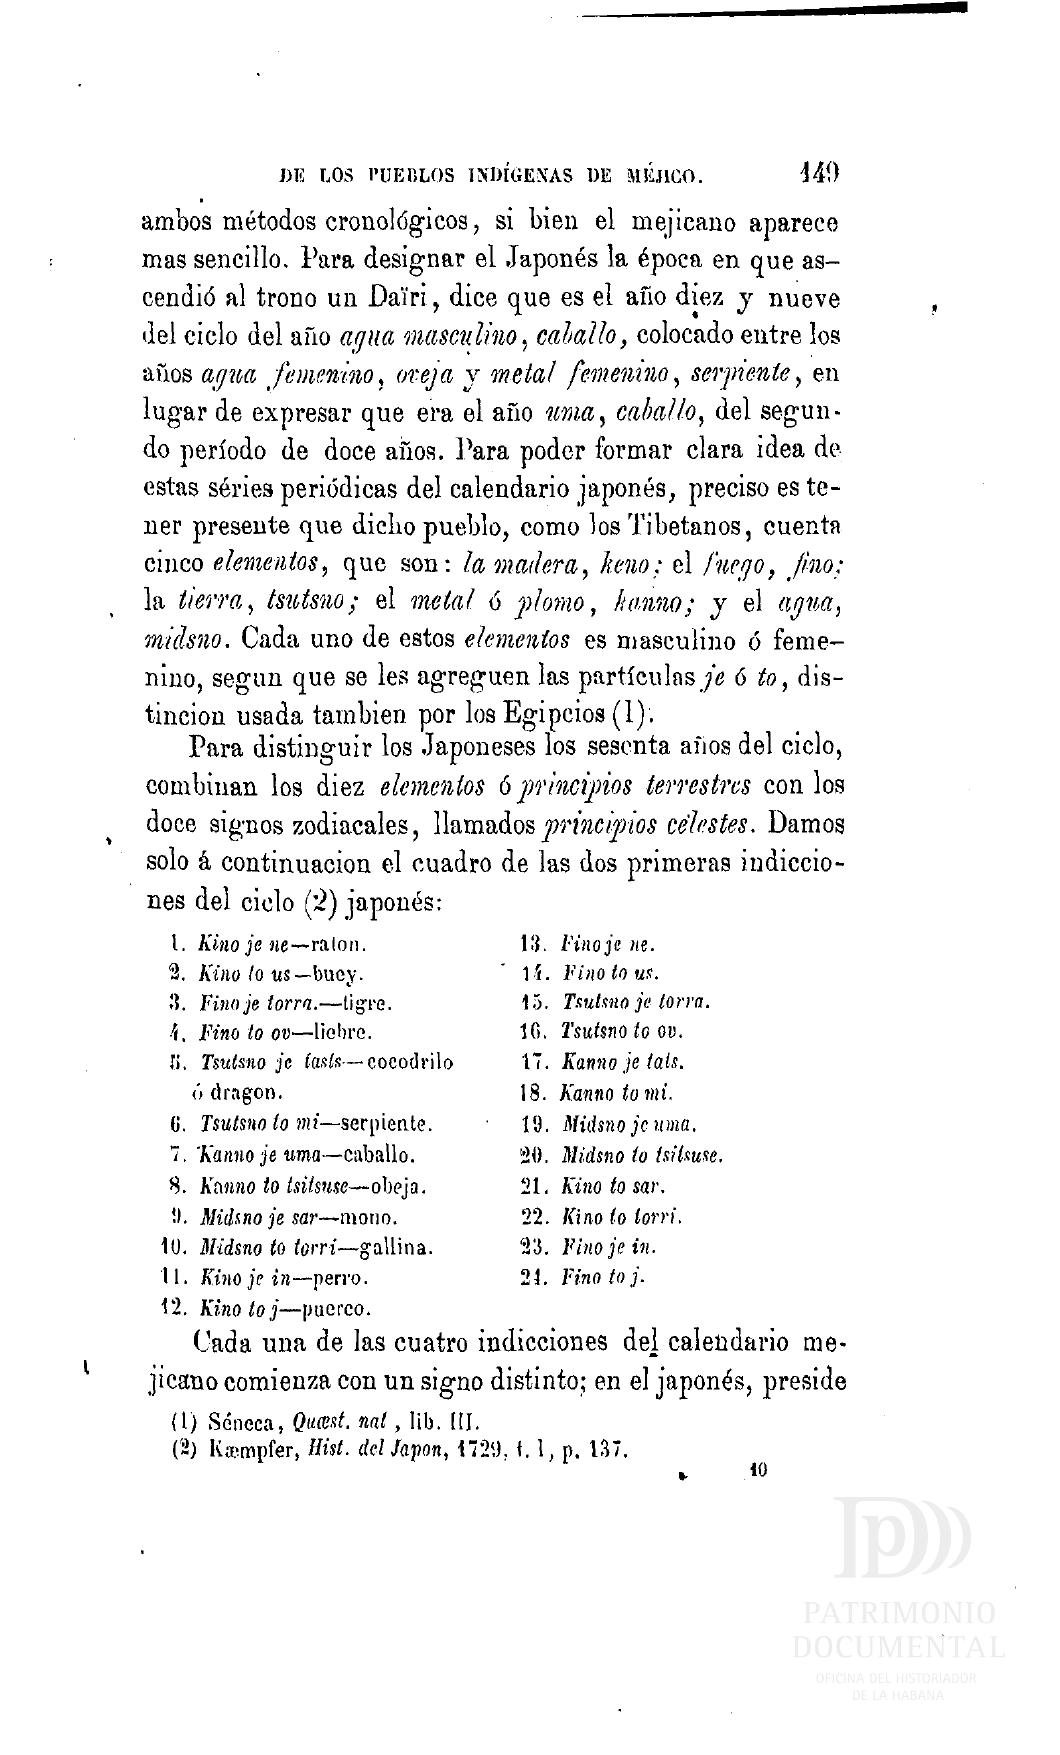 DE LOS PUEBLOS INDÍGENAS DE MÉJICO. 149
ambos métodos cronológicos, si bien el mejicano aparece
mas sencillo. Para designar el Japonés la época en que as-
cendió al trono un Daïri, dice que es el año diez y nueve
del ciclo del año agua masculino, caballo, colocado entre los
años agua femenino, oveja y metal femenino, serpiente, en
lugar de expresar que era el año uma, caballo, del segun-
do período de doce años. Para poder formar clara idea de
estas séries periódicas del calendario japonés, preciso es te-
ner presente que dicho pueblo, como los Tibetanos, cuenta
cinco elementos, que son: la madera, keno; el fuego, fino;
la tierra, tsutsno; el metal ó plomo, kanno; y el agua,
midsno. Cada uno de estos elementos es masculino ó feme-
nino, segun que se les agreguen las partículas je ó to, dis-
tincion usada tambien por los Egipcios (1).
Para distinguir los Japoneses los sesenta años del ciclo,
combinan los diez elementos ó principios terrestres con los
doce signos zodiacales, llamados principios celestes. Damos
solo á continuacion el cuadro de las dos primeras indiccio-
nes del ciclo (2) japonés:
1. Kino je ne—raton.
2. Kino to us—buey.
3. Fino je torra.—tigre.
4. Fino to ov—liebre.
5. Tsutsno je tasts—cocodrilo
ó dragon.
6. Tsutsno to mi—serpiente.
7. Kanno je uma—caballo.
8. Kanno to tsitsuse—obeja.
9. Midsno je sar—mono.
10. Midsno to torri—gallina.
11. Kino je in—perro.
12. Kino to j—puerco.
13. Fino je ne.
14. Fino to us.
15. Tsutsno je torra.
16. Tsutsno to ov.
17. Kanno je tats.
18. Kanno to mi.
19. Midsno je uma.
20. Midsno to tsitsuse.
21. Kino to sar.
22. Kino to torri.
23. Fino je in.
24. Fino to j.
Cada una de las cuatro indicciones del calendario me-
jicano comienza con un signo distinto; en el japonés, preside
(1) Séneca, Quæst. nat, lib. III.
(2) Kæmpfer, Hist. del Japon, 1729, t. 1, p. 137.
10
PATRIMONIO
DOCUMENTAL
OFICINA DEL HISTORIADOR
DE LA HABANA